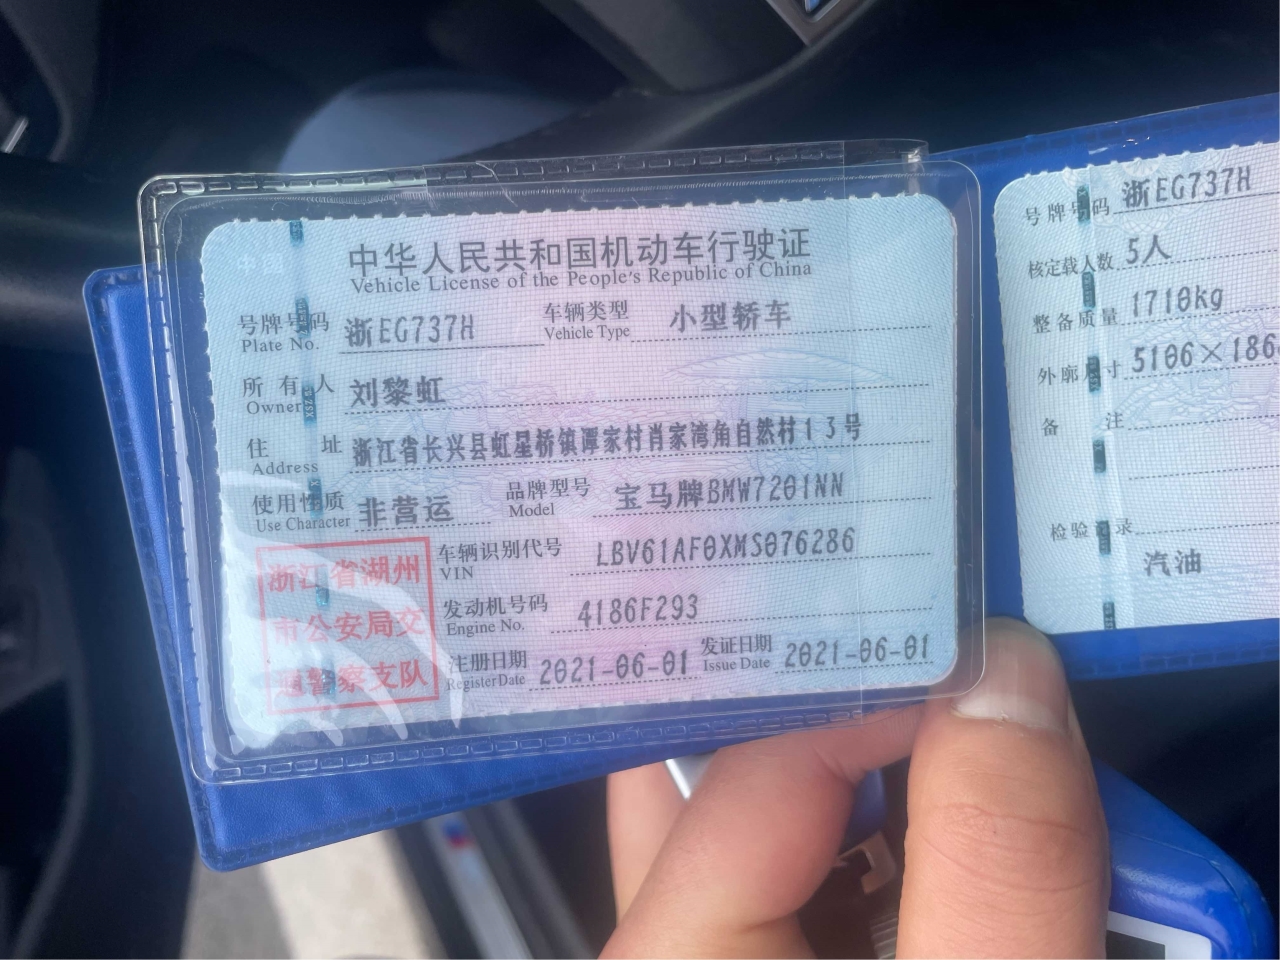 中华人民共和国机动车行驶证
Vehicle License of the People's Republic of China
号牌号码 浙EG737H 车辆类型 小型轿车
Plate No. Vehicle Type
所有人 刘黎虹
Owner
住址 浙江省长兴县虹星桥镇谭家村肖家湾角自然村13号
Address
使用性质 非营运 品牌型号 宝马牌BMW7201NN
Use Character Model
浙江省湖州
市公安局交
通警察支队
车辆识别代号 LBV61AF0XMS076286
VIN
发动机号码 4186F293
Engine No.
注册日期 2021-06-01 发证日期 2021-06-01
Register Date Issue Date
号牌号码 浙EG737H
核定载人数 5人
整备质量 1710kg
外廓尺寸 5106×186
备注
检验记录
汽油